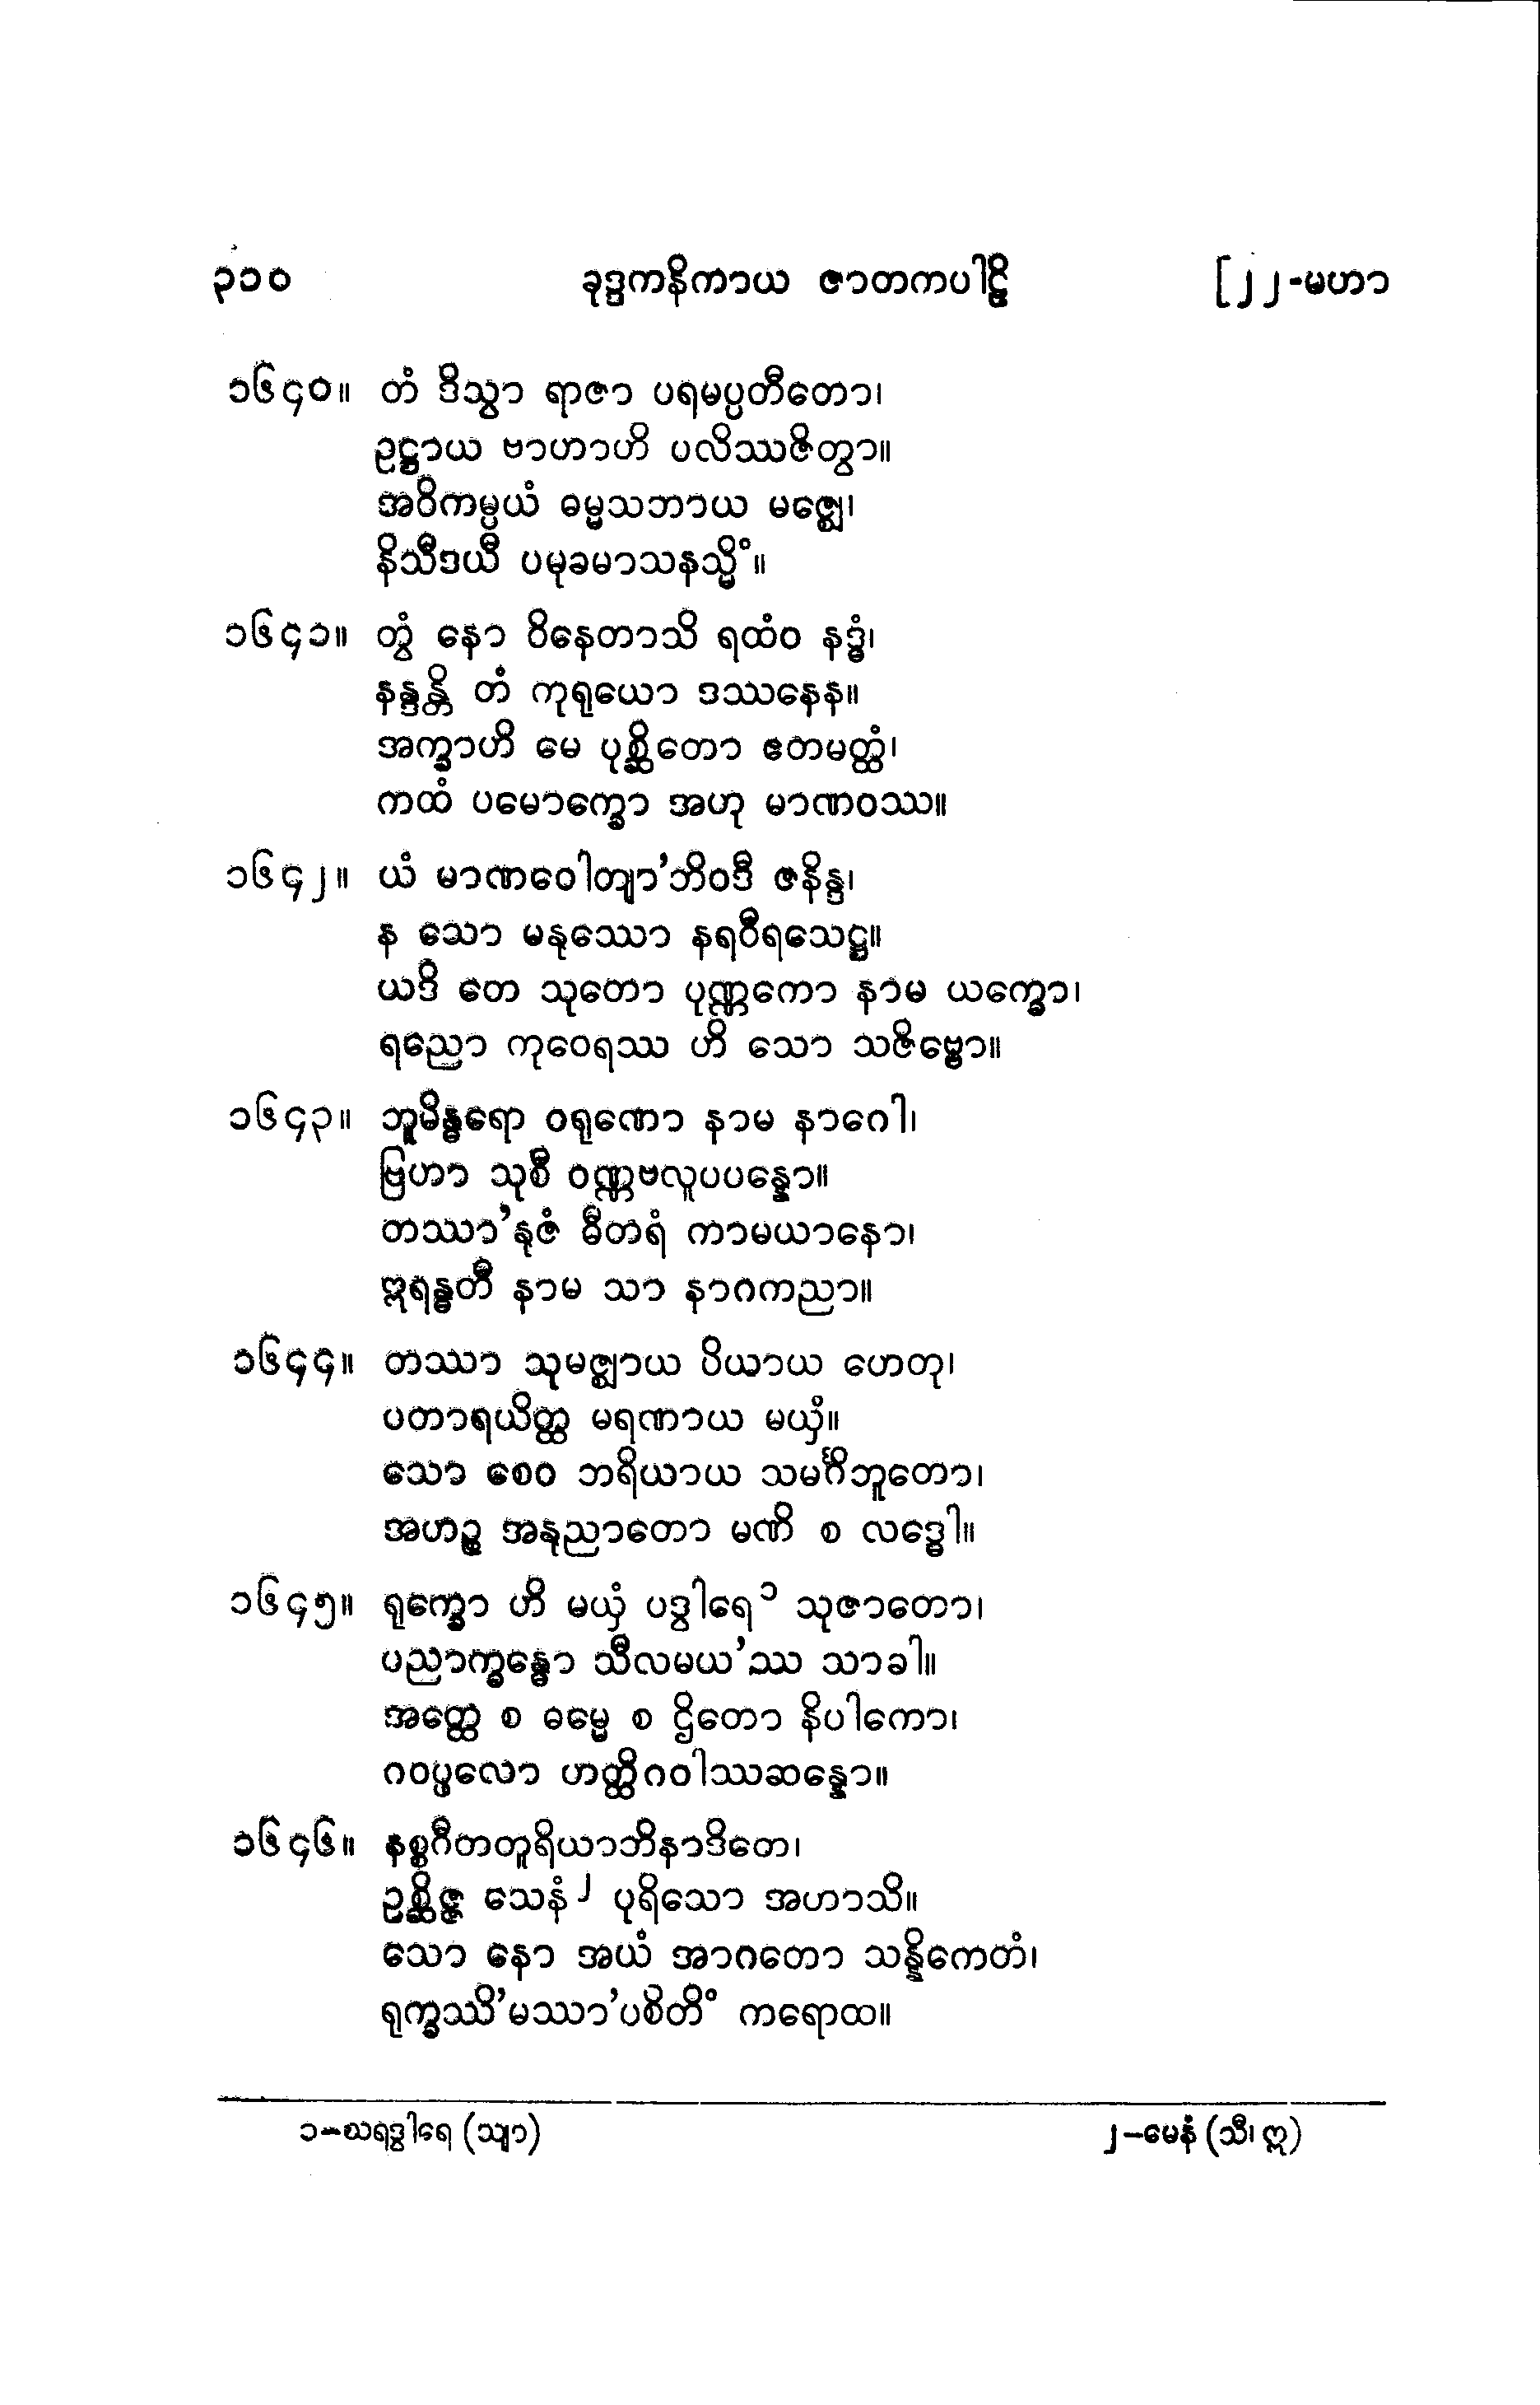 ၃၁၀ ခုဒ္ဒကနိကာယ ဇာတကပါဠိ [၂၂-မဟာ
၁၆၄၀။ တံ ဒိသွာ ရာဇာ ပရမပ္ပတီတော၊
ဥဋ္ဌာယ ဗာဟာဟိ ပလိဿဇိတွာ။
အဝိကမ္ပယံ ဓမ္မသဘာယ မဇ္ဈေ၊
နိသီဒယီ ပမုခမာသနသ္မိံ။
၁၆၄၁။ တွံ နော ဝိနေတာသိ ရထံဝ နဒ္ဓံ၊
နန္ဒန္တိ တံ ကုရုယော ဒဿနေန။
အက္ခာဟိ မေ ပုစ္ဆိတော ဧတမတ္ထံ၊
ကထံ ပမောက္ခော အဟု မာဏဝဿ။
၁၆၄၂။ ယံ မာဏဝေါတျာ’ဘိဝဒီ ဇနိန္ဒ၊
န သော မနုဿော နရဝီရသေဋ္ဌ။
ယဒိ တေ သုတော ပုဏ္ဏကော နာမ ယက္ခော၊
ရညော ကုဝေရဿ ဟိ သော သဇိဗ္ဗော။
၁၆၄၃။ ဘူမိန္ဓရော ဝရုဏော နာမ နာဂေါ၊
ဗြဟာ သုစီ ဝဏ္ဏဗလူပပန္နော။
တဿာ’နုဇံ ဓီတရံ ကာမယာနော၊
ဣရန္ဓတီ နာမ သာ နာဂကညာ။
၁၆၄၄။ တဿာ သုမဇ္ဈာယ ပိယာယ ဟေတု၊
ပတာရယိတ္ထ မရဏာယ မယှံ။
သော စေဝ ဘရိယာယ သမင်္ဂိဘူတော၊
အဟဉ္စ အနုညာတော မဏိ စ လဒ္ဓေါ။
၁၆၄၅။ ရုက္ခော ဟိ မယှံ ပဒွါရေ၁ သုဇာတော၊
ပညာက္ခန္ဓော သီလမယ’ဿ သာခါ။
အတ္ထေ စ ဓမ္မေ စ ဌိတော နိပါကော၊
ဂဝပ္ဖလော ဟတ္ထိဂဝါဿဆန္နော။
၁၆၄၆။ နစ္စဂီတတူရိယာဘိနာဒိတေ၊
ဥစ္ဆိဇ္ဇ သေနံ၂ ပုရိသော အဟာသိ။
သော နော အယံ အာဂတော သန္နိကေတံ၊
ရုက္ခဿိ’မဿာ’ပစိတိံ ကရောထ။
၁-ဃရဒွါရေ (သျာ) ၂-မေနံ (သီ၊ ဣ)